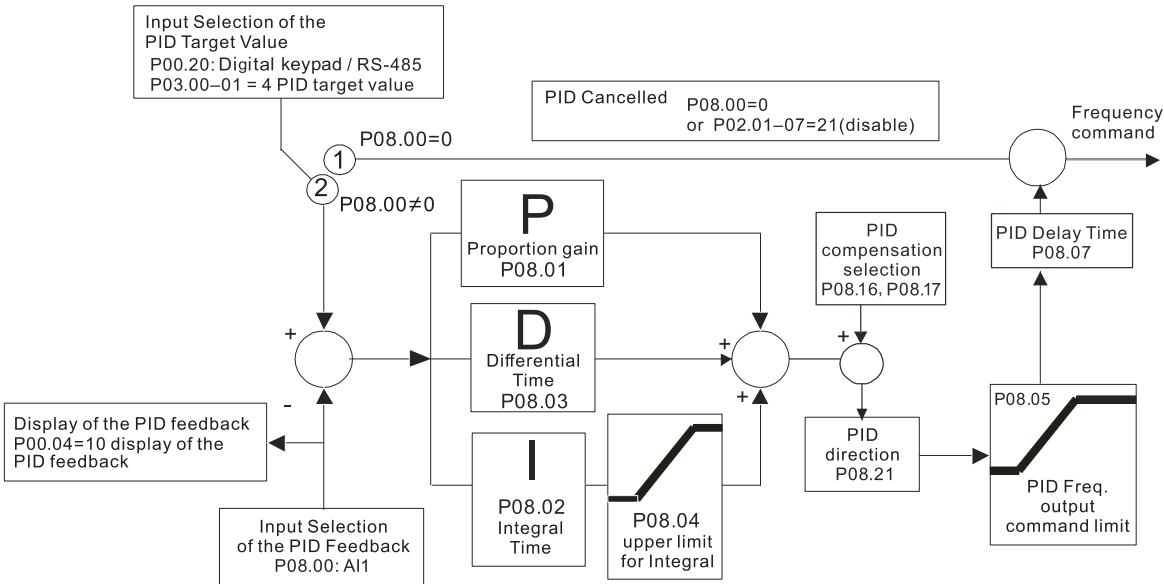 Input Selection of the
PID Target Value
P00.20: Digital keypad / RS-485
P03.00–01 = 4 PID target value
PID Cancelled
P08.00=0
or P02.01–07=21(disable)
Frequency
command
1
P08.00=0
2
P08.00≠0
P
Proportion gain
P08.01
PID
compensation
selection
P08.16, P08.17
PID Delay Time
P08.07
+
D
Differential
Time
P08.03
+
+
+
-
Display of the PID feedback
P00.04=10 display of the
PID feedback
I
P08.02
Integral
Time
P08.04
upper limit
for Integral
PID
direction
P08.21
P08.05
PID Freq.
output
command limit
Input Selection
of the PID Feedback
P08.00: AI1